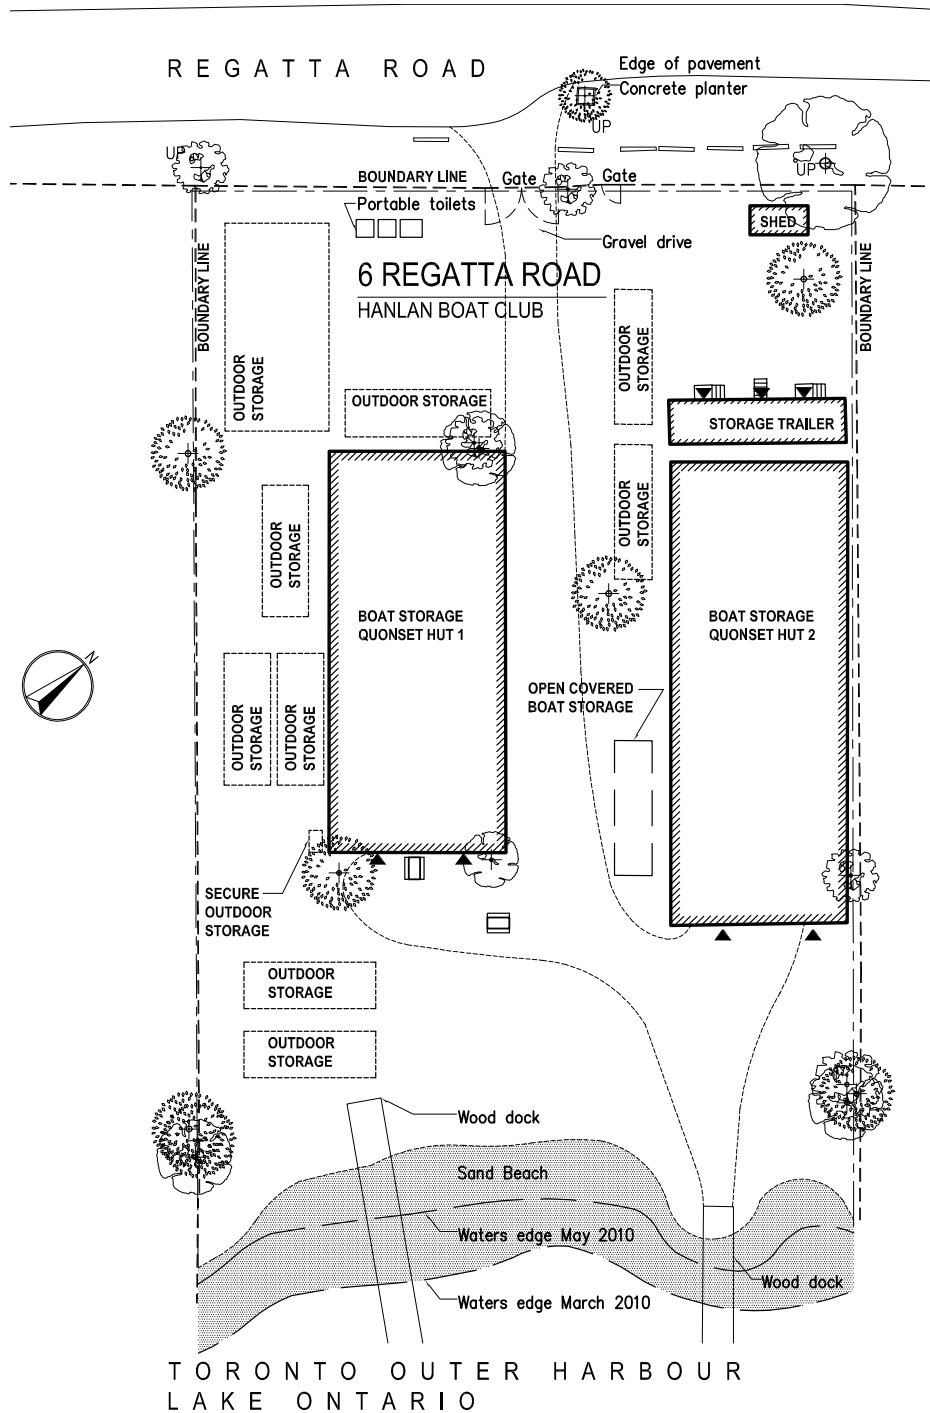 REGATTA ROAD
Edge of pavement
Concrete planter
UP
UP
UP
BOUNDARY LINE
Gate
Gate
Portable toilets
SHED
Gravel drive
BOUNDARY LINE
BOUNDARY LINE
6 REGATTA ROAD
HANLAN BOAT CLUB
OUTDOOR
STORAGE
OUTDOOR
STORAGE
OUTDOOR STORAGE
STORAGE TRAILER
OUTDOOR
STORAGE
OUTDOOR
STORAGE
BOAT STORAGE
QUONSET HUT 1
BOAT STORAGE
QUONSET HUT 2
N
OPEN COVERED
BOAT STORAGE
OUTDOOR
STORAGE
OUTDOOR
STORAGE
SECURE
OUTDOOR
STORAGE
OUTDOOR
STORAGE
OUTDOOR
STORAGE
Wood dock
Sand Beach
Waters edge May 2010
Wood dock
Waters edge March 2010
TORONTO OUTER HARBOUR
LAKE ONTARIO